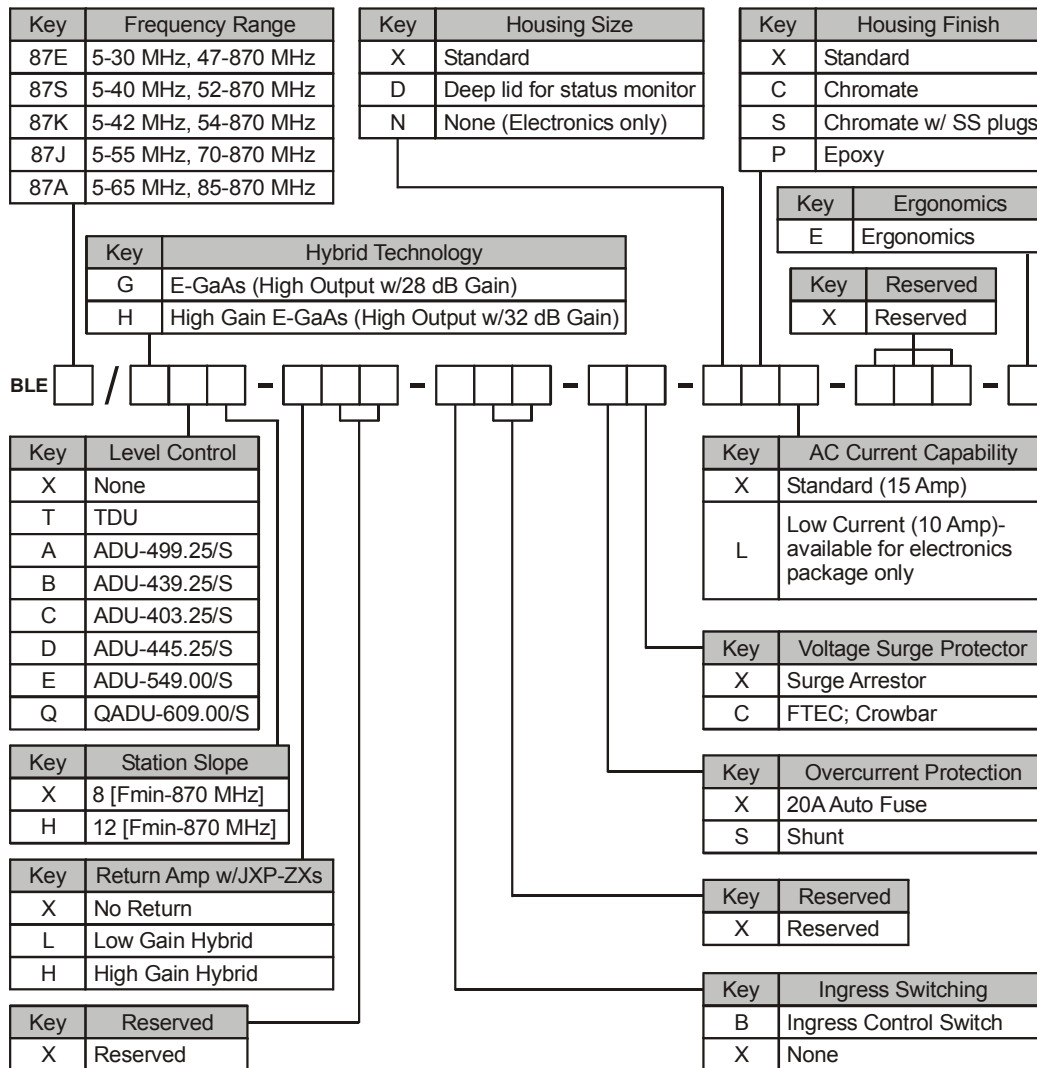 Key Frequency Range
87E 5-30 MHz, 47-870 MHz
87S 5-40 MHz, 52-870 MHz
87K 5-42 MHz, 54-870 MHz
87J 5-55 MHz, 70-870 MHz
87A 5-65 MHz, 85-870 MHz
Key Housing Size
X Standard
D Deep lid for status monitor
N None (Electronics only)
Key Housing Finish
X Standard
C Chromate
S Chromate w/ SS plugs
P Epoxy
Key Ergonomics
E Ergonomics
Key Hybrid Technology
G E-GaAs (High Output w/28 dB Gain)
H High Gain E-GaAs (High Output w/32 dB Gain)
Key Reserved
X Reserved
BLE / - - - - - -
Key Level Control
X None
T TDU
A ADU-499.25/S
B ADU-439.25/S
C ADU-403.25/S
D ADU-445.25/S
E ADU-549.00/S
Q QADU-609.00/S
Key Station Slope
X 8 [Fmin-870 MHz]
H 12 [Fmin-870 MHz]
Key Return Amp w/JXP-ZXs
X No Return
L Low Gain Hybrid
H High Gain Hybrid
Key Reserved
X Reserved
Key AC Current Capability
X Standard (15 Amp)
L Low Current (10 Amp)-
available for electronics
package only
Key Voltage Surge Protector
X Surge Arrestor
C FTEC; Crowbar
Key Overcurrent Protection
X 20A Auto Fuse
S Shunt
Key Reserved
X Reserved
Key Ingress Switching
B Ingress Control Switch
X None